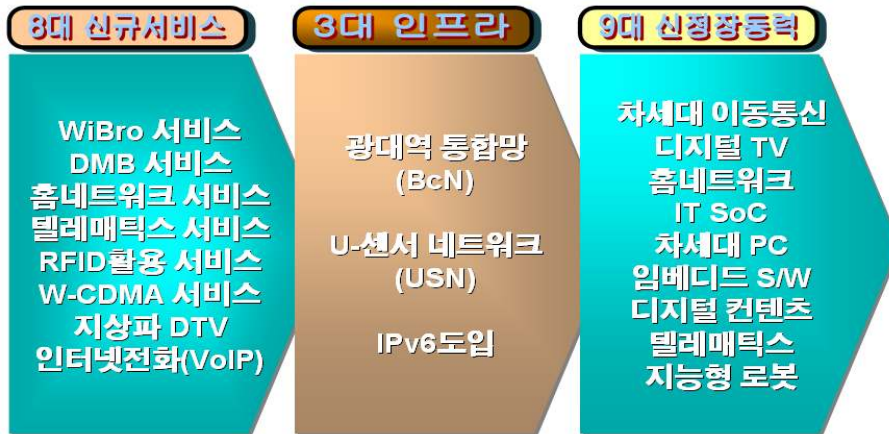 8대 신규서비스
WiBro 서비스
DMB 서비스
홈네트워크 서비스
텔레매틱스 서비스
RFID활용 서비스
W-CDMA 서비스
지상파 DTV
인터넷전화(VoIP)
3대 인프라
광대역 통합망
(BcN)
U-센서 네트워크
(USN)
IPv6도입
9대 신정장동력
차세대 이동통신
디지털 TV
홈네트워크
IT SoC
차세대 PC
임베디드 S/W
디지털 컨텐츠
텔레매틱스
지능형 로봇